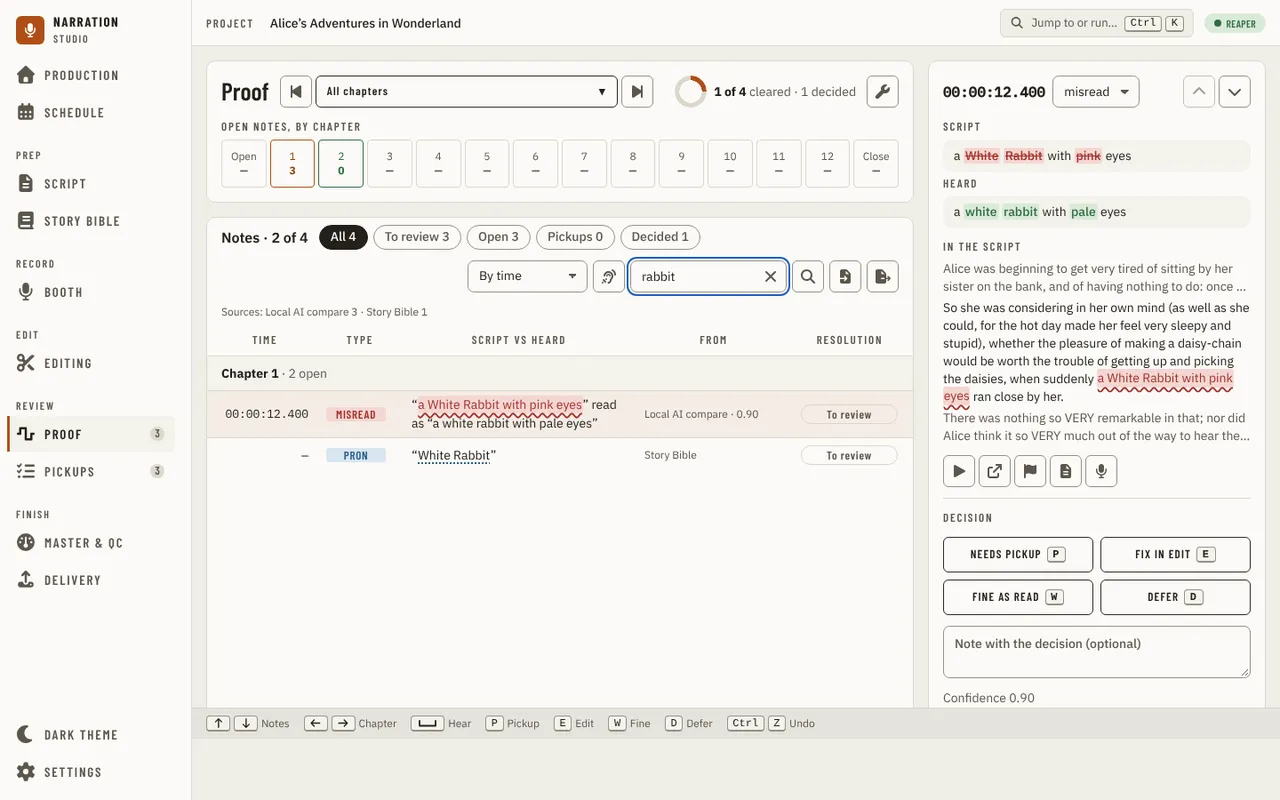 NARRATION
STUDIO
PRODUCTION
SCHEDULE
PREP
SCRIPT
STORY BIBLE
RECORD
BOOTH
EDIT
EDITING
REVIEW
PROOF 3
PICKUPS 3
FINISH
MASTER & QC
DELIVERY
DARK THEME
SETTINGS
PROJECT Alice’s Adventures in Wonderland
Jump to or run... Ctrl K
REAPER
Proof
All chapters
1 of 4 cleared · 1 decided
OPEN NOTES, BY CHAPTER
Open 1 2 3 4 5 6 7 8 9 10 11 12 Close
– 3 0 – – – – – – – – – – –
Notes · 2 of 4 All 4 To review 3 Open 3 Pickups 0 Decided 1
By time rabbit
Sources: Local AI compare 3 · Story Bible 1
TIME TYPE SCRIPT VS HEARD FROM RESOLUTION
Chapter 1 · 2 open
00:00:12.400 MISREAD “a White Rabbit with pink eyes” read Local AI compare · 0.90 To review
as “a white rabbit with pale eyes”
– PRON “White Rabbit” Story Bible To review
00:00:12.400 misread
SCRIPT
a White Rabbit with pink eyes
HEARD
a white rabbit with pale eyes
IN THE SCRIPT
Alice was beginning to get very tired of sitting by her
sister on the bank, and of having nothing to do: once ...
So she was considering in her own mind (as well as she
could, for the hot day made her feel very sleepy and
stupid), whether the pleasure of making a daisy-chain
would be worth the trouble of getting up and picking
the daisies, when suddenly a White Rabbit with pink
eyes ran close by her.
There was nothing so VERY remarkable in that; nor did
Alice think it so VERY much out of the way to hear the...
DECISION
NEEDS PICKUP P FIX IN EDIT E
FINE AS READ W DEFER D
Note with the decision (optional)
Confidence 0.90
↑ ↓ Notes ← → Chapter Hear P Pickup E Edit W Fine D Defer Ctrl Z Undo